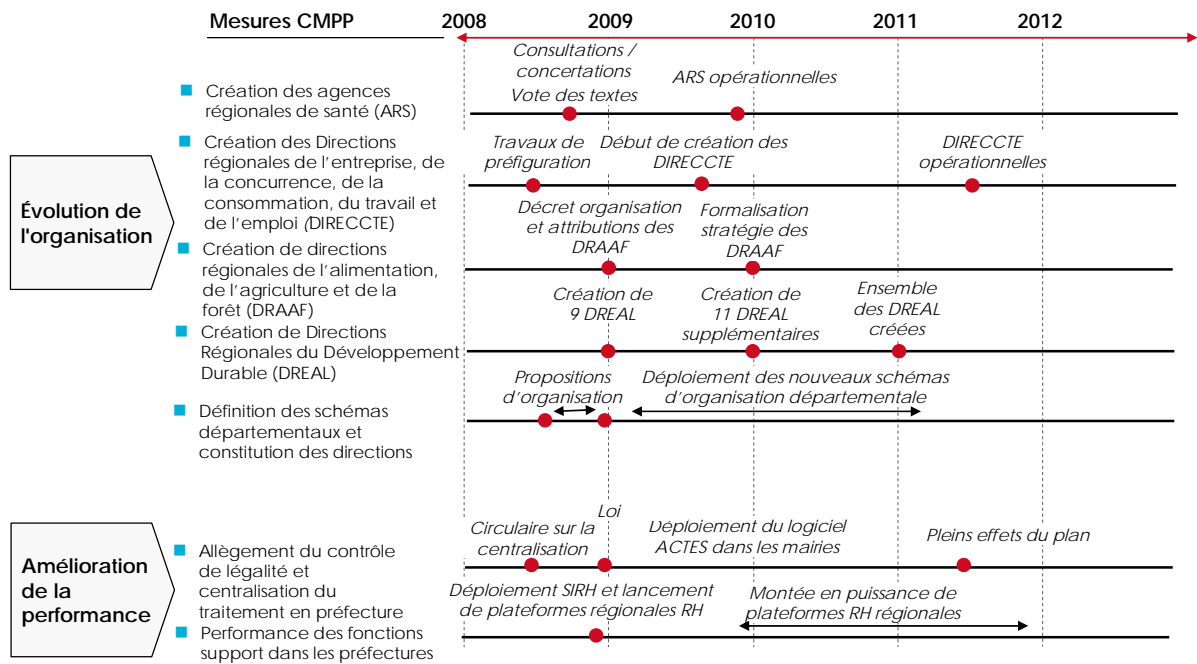 Mesures CMPP
2008 2009 2010 2011 2012
Évolution de
l'organisation
Création des agences
régionales de santé (ARS)
Consultations /
concertations
Vote des textes
ARS opérationnelles
Création des Directions
régionales de l'entreprise, de
la concurrence, de la
consommation, du travail et
de l'emploi (DIRECCTE)
Travaux de
préfiguration
Début de création des
DIRECCTE
DIRECCTE
opérationnelles
Création de directions
régionales de l'alimentation,
de l'agriculture et de la
forêt (DRAAF)
Décret organisation
et attributions des
DRAAF
Formalisation
stratégie des
DRAAF
Création de Directions
Régionales du Développement
Durable (DREAL)
Création de
9 DREAL
Création de
11 DREAL
supplémentaires
Ensemble
des DREAL
créées
Définition des schémas
départementaux et
constitution des directions
Propositions
d'organisation
Déploiement des nouveaux schémas
d'organisation départementale
Amélioration
de la
performance
Allègement du contrôle
de légalité et
centralisation du
traitement en préfecture
Circulaire sur la
centralisation
Loi
Déploiement du logiciel
ACTES dans les mairies
Pleins effets du plan
Performance des fonctions
support dans les préfectures
Déploiement SIRH et lancement
de plateformes régionales RH
Montée en puissance de
plateformes RH régionales